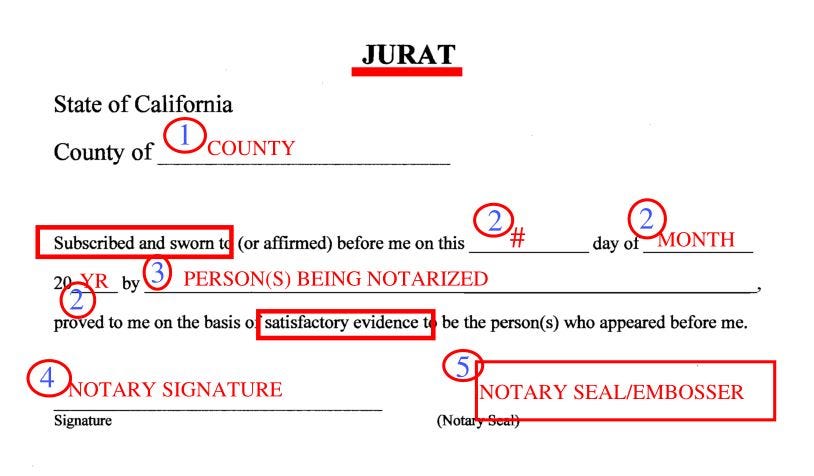 JURAT
State of California
County of 1 COUNTY
Subscribed and sworn to (or affirmed) before me on this 2 # day of 2 MONTH
20 YR by 3 PERSON(S) BEING NOTARIZED,
2
proved to me on the basis of satisfactory evidence to be the person(s) who appeared before me.
4 NOTARY SIGNATURE 5 NOTARY SEAL/EMBOSSER
Signature (Notary Seal)